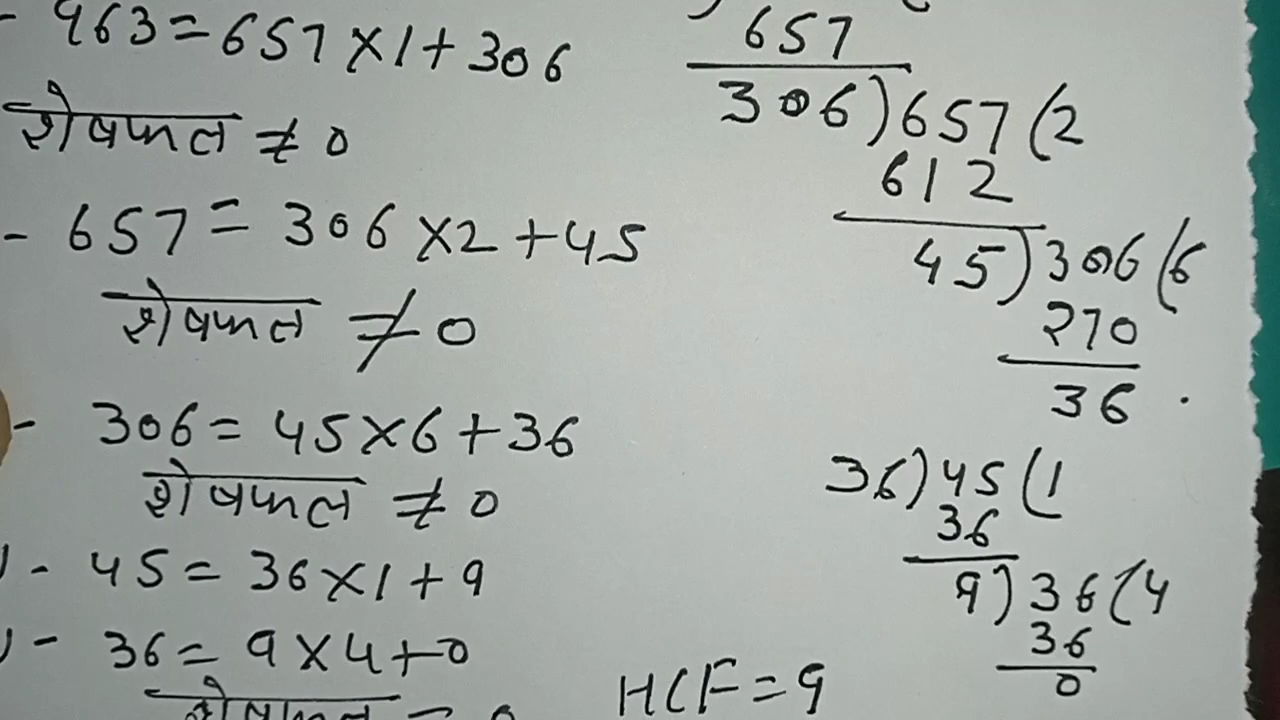 - 963 = 657 × 1 + 306
शेषफल ≠ 0
- 657 = 306 × 2 + 45
शेषफल ≠ 0
- 306 = 45 × 6 + 36
शेषफल ≠ 0
) - 45 = 36 × 1 + 9
) - 36 = 9 × 4 + 0
शेषफल =
HCF = 9
657
306 ) 657 ( 2
612
45 ) 306 ( 6
270
36
36 ) 45 ( 1
36
9 ) 36 ( 4
36
0